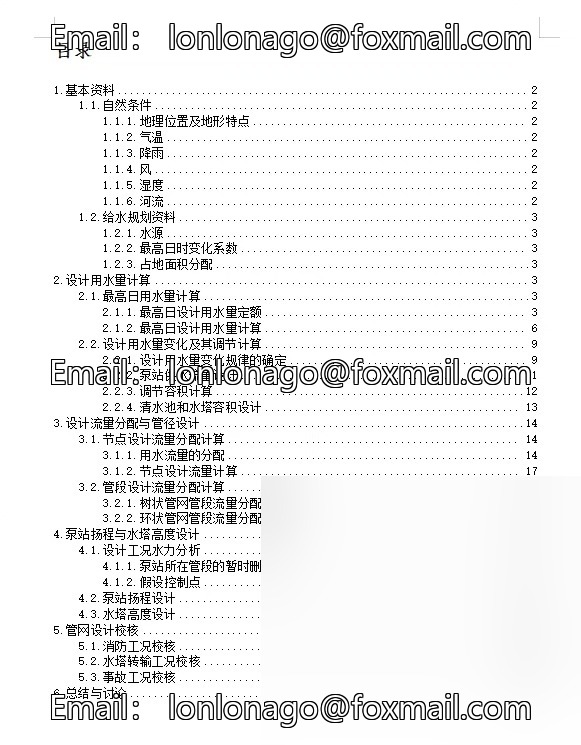 Email: lonlonago@foxmail.com
目录
1.基本资料 2
1.1.自然条件 2
1.1.1.地理位置及地形特点 2
1.1.2.气温 2
1.1.3.降雨 2
1.1.4.风 2
1.1.5.湿度 2
1.1.6.河流 2
1.2.给水规划资料 3
1.2.1.水源 3
1.2.2.最高日时变化系数 3
1.2.3.占地面积分配 3
2.设计用水量计算 3
2.1.最高日用水量计算 3
2.1.1.最高日设计用水量定额 3
2.1.2.最高日设计用水量计算 6
2.2.设计用水量变化及其调节计算 9
2.2.1.设计用水量变化规律的确定 9
Email: lonlonago@foxmail.com
2.2.3.调节容积计算 12
2.2.4.清水池和水塔容积设计 13
3.设计流量分配与管径设计 14
3.1.节点设计流量分配计算 14
3.1.1.用水流量的分配 14
3.1.2.节点设计流量计算 17
3.2.管段设计流量分配计算
3.2.1.树状管网管段流量分配
3.2.2.环状管网管段流量分配
4.泵站扬程与水塔高度设计
4.1.设计工况水力分析
4.1.1.泵站所在管段的暂时删
4.1.2.假设控制点
4.2.泵站扬程设计
4.3.水塔高度设计
5.管网设计校核
5.1.消防工况校核
5.2.水塔转输工况校核
5.3.事故工况校核
6.总结与讨论
Email: lonlonago@foxmail.com